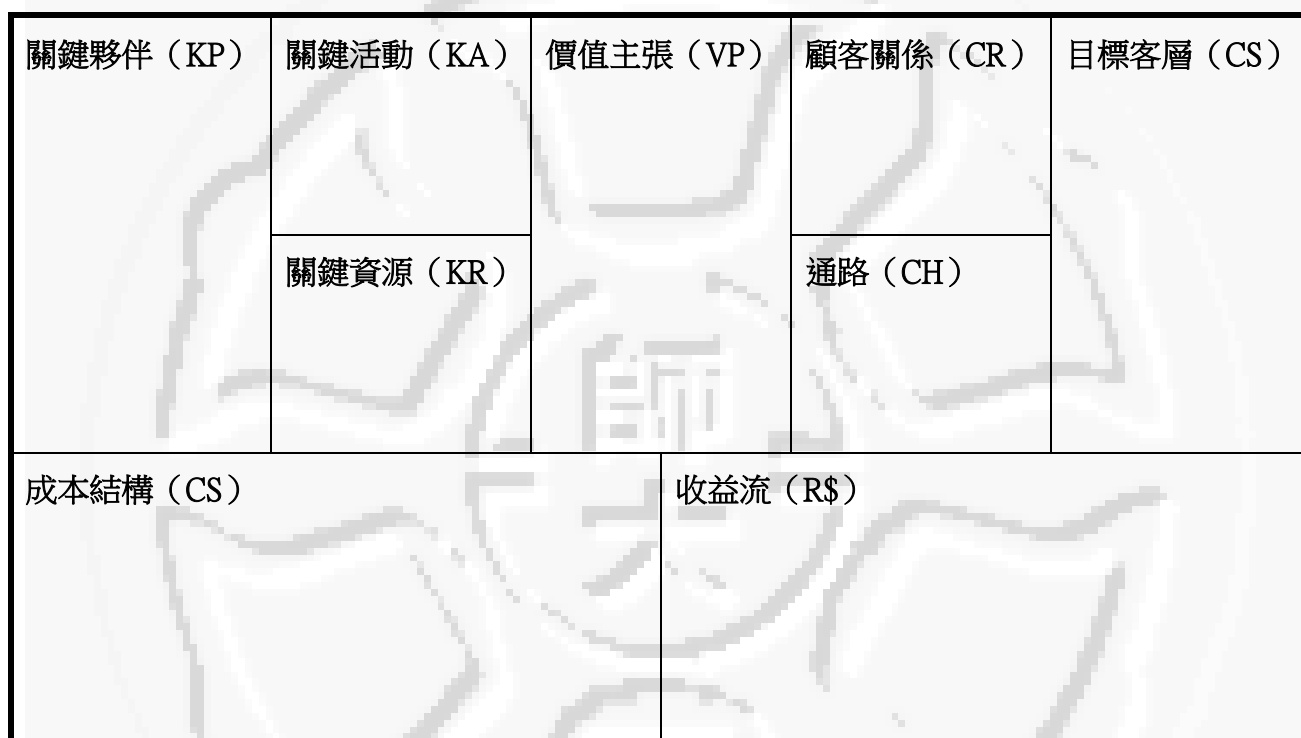 關鍵夥伴（KP）
關鍵活動（KA）
價值主張（VP）
顧客關係（CR）
目標客層（CS）
關鍵資源（KR）
通路（CH）
成本結構（CS）
收益流（R$）
師
大